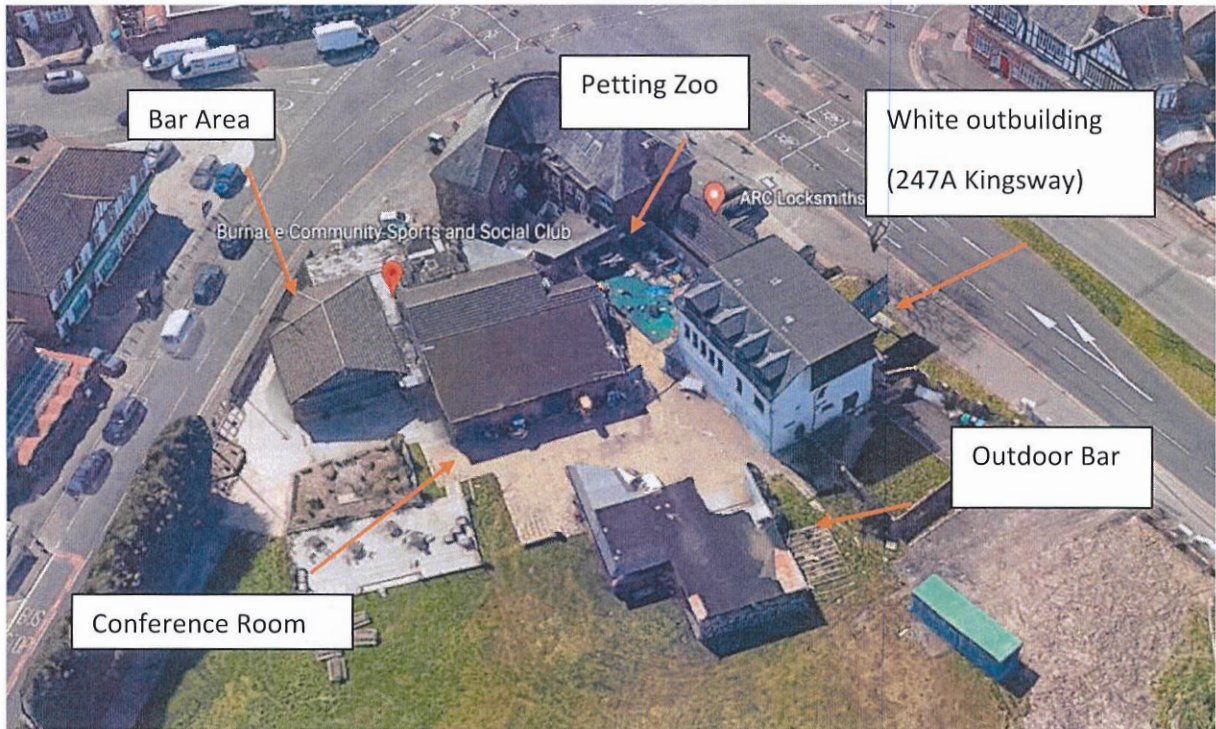 Petting Zoo
White outbuilding
(247A Kingsway)
Bar Area
ARC Locksmiths
Burnage Community Sports and Social Club
Outdoor Bar
Conference Room
BUS